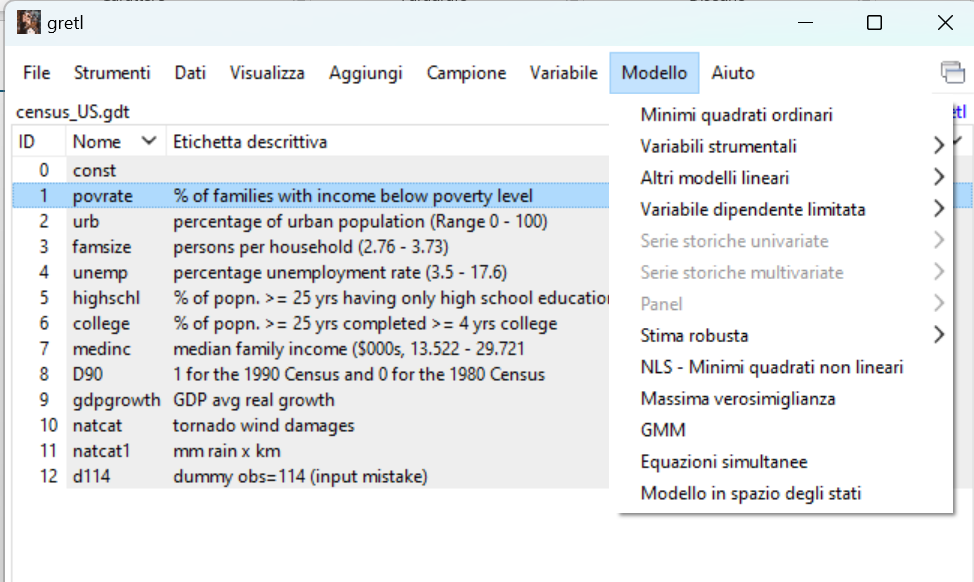 gretl
File Strumenti Dati Visualizza Aggiungi Campione Variabile Modello Aiuto
census_US.gdt
ID Nome Etichetta descrittiva
0 const
1 povrate % of families with income below poverty level
2 urb percentage of urban population (Range 0 - 100)
3 famsize persons per household (2.76 - 3.73)
4 unemp percentage unemployment rate (3.5 - 17.6)
5 highschl % of popn. >= 25 yrs having only high school
6 college % of popn. >= 25 yrs completed >= 4 yrs college
7 medinc median family income ($000s, 13.522 - 29.721
8 D90 1 for the 1990 Census and 0 for the 1980 Census
9 gdpgrowth GDP avg real growth
10 natcat tornado wind damages
11 natcat1 mm rain x km
12 d114 dummy obs=114 (input mistake)
Minimi quadrati ordinari
Variabili strumentali
Altri modelli lineari
Variabile dipendente limitata
Serie storiche univariate
Serie storiche multivariate
Panel
Stima robusta
NLS - Minimi quadrati non lineari
Massima verosimiglianza
GMM
Equazioni simultanee
Modello in spazio degli stati